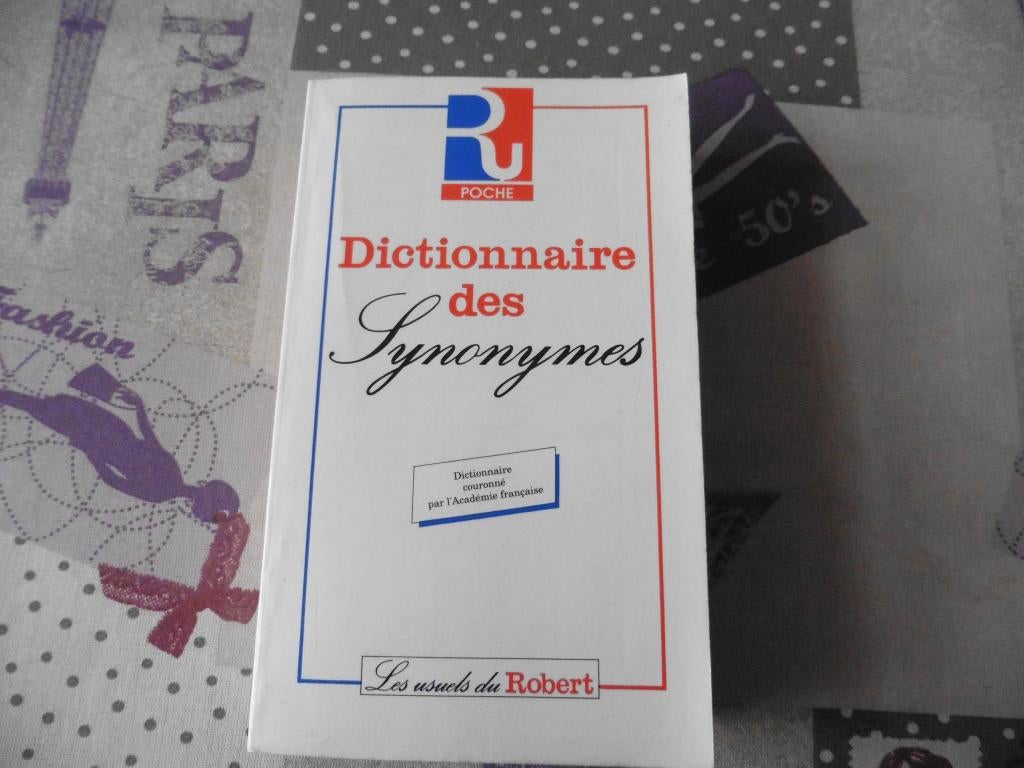 PARIS
Fashion
50's
RU
POCHE
Dictionnaire
des
Synonymes
Dictionnaire
couronné
par l'Académie française
Les usuels du Robert